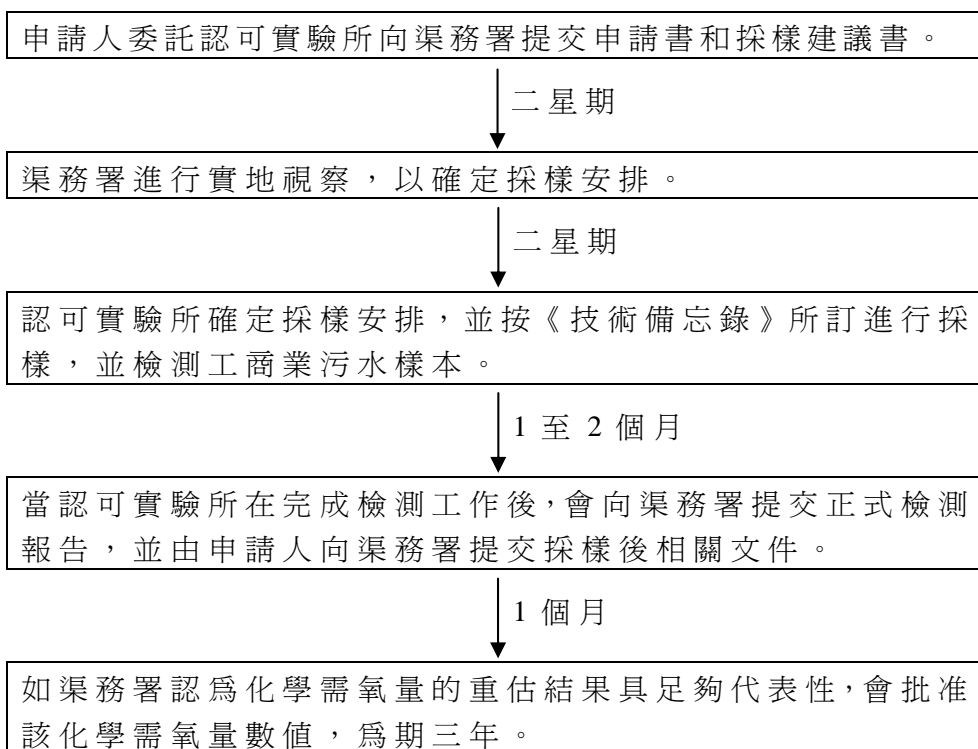 申請人委託認可實驗所向渠務署提交申請書和採樣建議書。
二星期
渠務署進行實地視察，以確定採樣安排。
二星期
認可實驗所確定採樣安排，並按《技術備忘錄》所訂進行採
樣，並檢測工商業污水樣本。
1 至 2 個月
當認可實驗所在完成檢測工作後，會向渠務署提交正式檢測
報告，並由申請人向渠務署提交採樣後相關文件。
1 個月
如渠務署認爲化學需氧量的重估結果具足夠代表性，會批准
該化學需氧量數值，爲期三年。